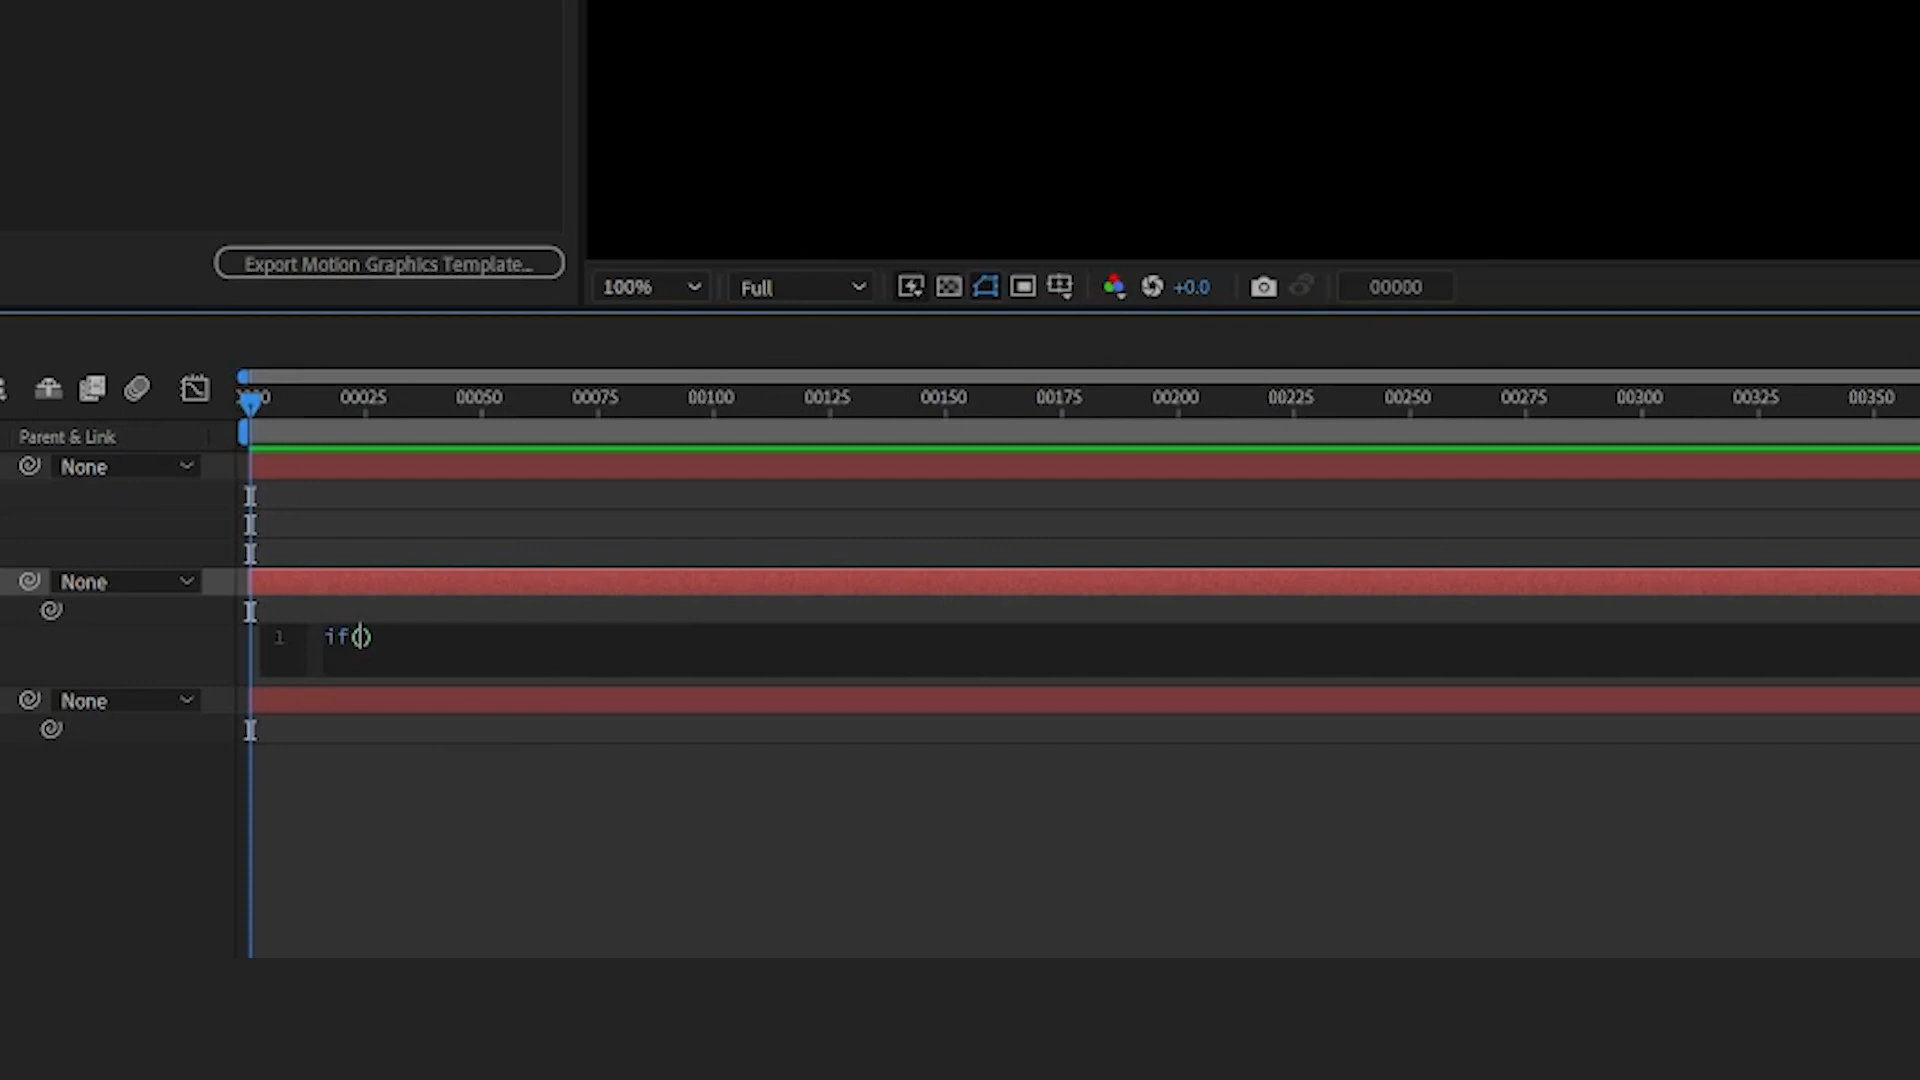 Export Motion Graphics Template...
100%
Full
+0.0
00000
00025
00050
00075
00100
00125
00150
00175
00200
00225
00250
00275
00300
00325
00350
Parent & Link
None
None
1
if()
None